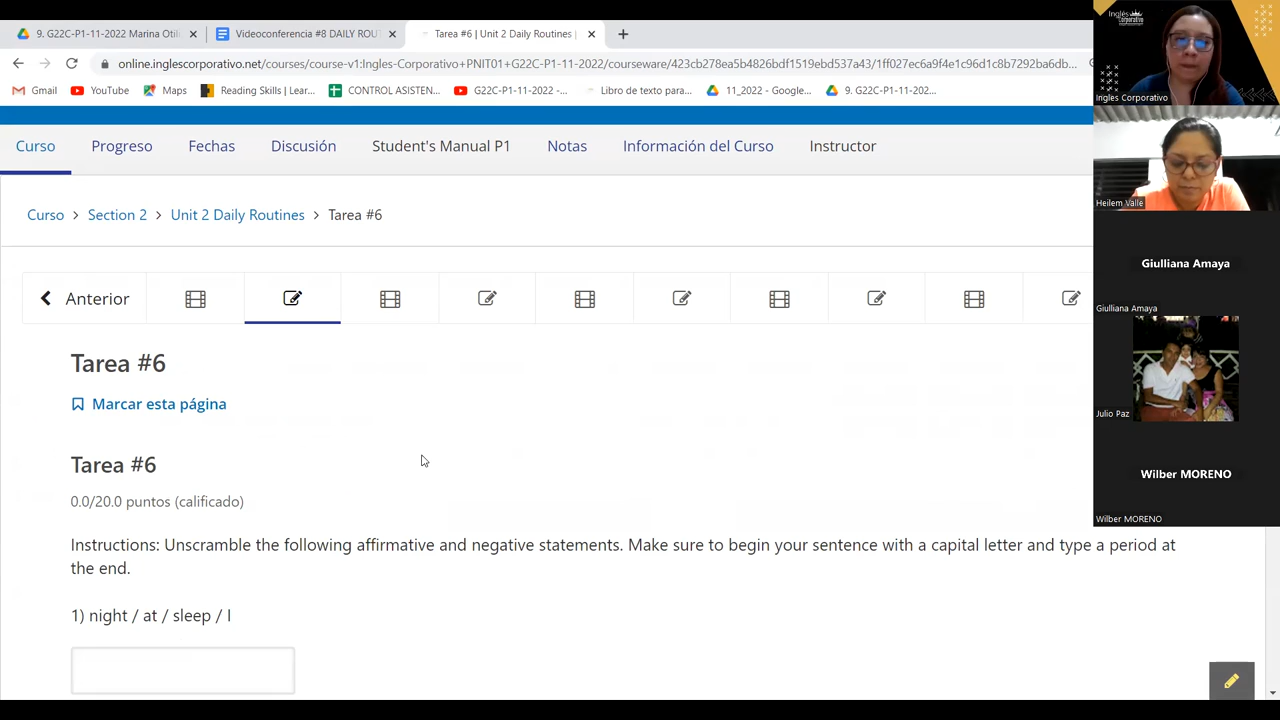 9. G22C-P1-11-2022 Marina Otili
Videoconferencia #8 DAILY ROU
Tarea #6 | Unit 2 Daily Routines |
online.inglescorporativo.net/courses/course-v1:Ingles-Corporativo+PNIT01+G22C-P1-11-2022/courseware/423cb278ea5b4826bdf1519ebd537a43/1ff027ec6a9f4e1c96d1c8b7292ba6db...
Gmail
YouTube
Maps
Reading Skills | Lear...
CONTROL ASISTEN...
G22C-P1-11-2022 -...
Libro de texto para...
11_2022 - Google...
9. G22C-P1-11-202...
Curso
Progreso
Fechas
Discusión
Student's Manual P1
Notas
Información del Curso
Instructor
Curso > Section 2 > Unit 2 Daily Routines > Tarea #6
Anterior
Tarea #6
Marcar esta página
Tarea #6
0.0/20.0 puntos (calificado)
Instructions: Unscramble the following affirmative and negative statements. Make sure to begin your sentence with a capital letter and type a period at
the end.
1) night / at / sleep / I
Inglés
Corporativo
Ingles Corporativo
Heilem Valle
Giulliana Amaya
Giulliana Amaya
Julio Paz
Wilber MORENO
Wilber MORENO